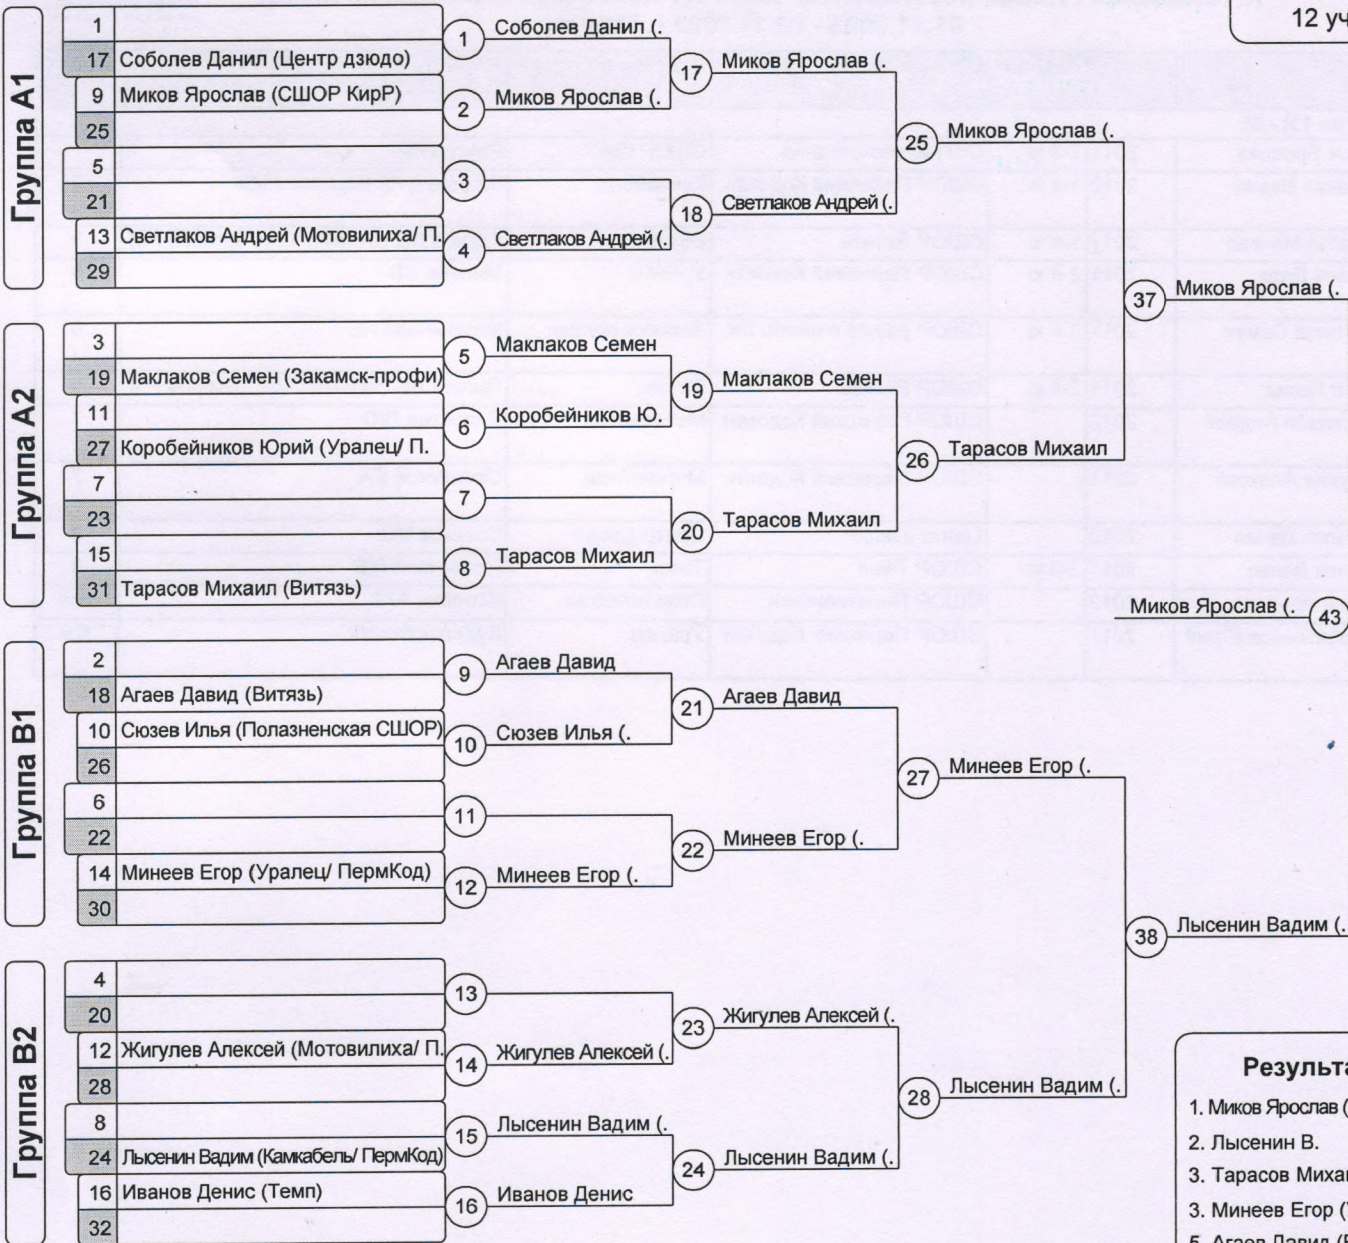 12 уч
Группа A1
1
17 Соболев Данил (Центр дзюдо)
9 Миков Ярослав (СШОР КирР)
25
5
21
13 Светлаков Андрей (Мотовилиха/ П.
29
1 Соболев Данил (.
2 Миков Ярослав (.
3
4 Светлаков Андрей (.
17 Миков Ярослав (.
18 Светлаков Андрей (.
25 Миков Ярослав (.
37 Миков Ярослав (.
Группа A2
3
19 Маклаков Семен (Закамск-профи)
11
27 Коробейников Юрий (Уралец/ П.
7
23
15
31 Тарасов Михаил (Витязь)
5 Маклаков Семен
6 Коробейников Ю.
7
8 Тарасов Михаил
19 Маклаков Семен
20 Тарасов Михаил
26 Тарасов Михаил
Миков Ярослав (. 43
Группа B1
2
18 Агаев Давид (Витязь)
10 Сюзев Илья (Полазненская СШОР)
26
6
22
14 Минеев Егор (Уралец/ ПермКод)
30
9 Агаев Давид
10 Сюзев Илья (.
11
12 Минеев Егор (.
21 Агаев Давид
22 Минеев Егор (.
27 Минеев Егор (.
38 Лысенин Вадим (.
Группа B2
4
20
12 Жигулев Алексей (Мотовилиха/ П.
28
8
24 Лысенин Вадим (Камкабель/ ПермКод)
16 Иванов Денис (Темп)
32
13
14 Жигулев Алексей (.
15 Лысенин Вадим (.
16 Иванов Денис
23 Жигулев Алексей (.
24 Лысенин Вадим (.
28 Лысенин Вадим (.
Результа
1. Миков Ярослав (
2. Лысенин В.
3. Тарасов Миха
3. Минеев Егор (
5. Агаев Давид (